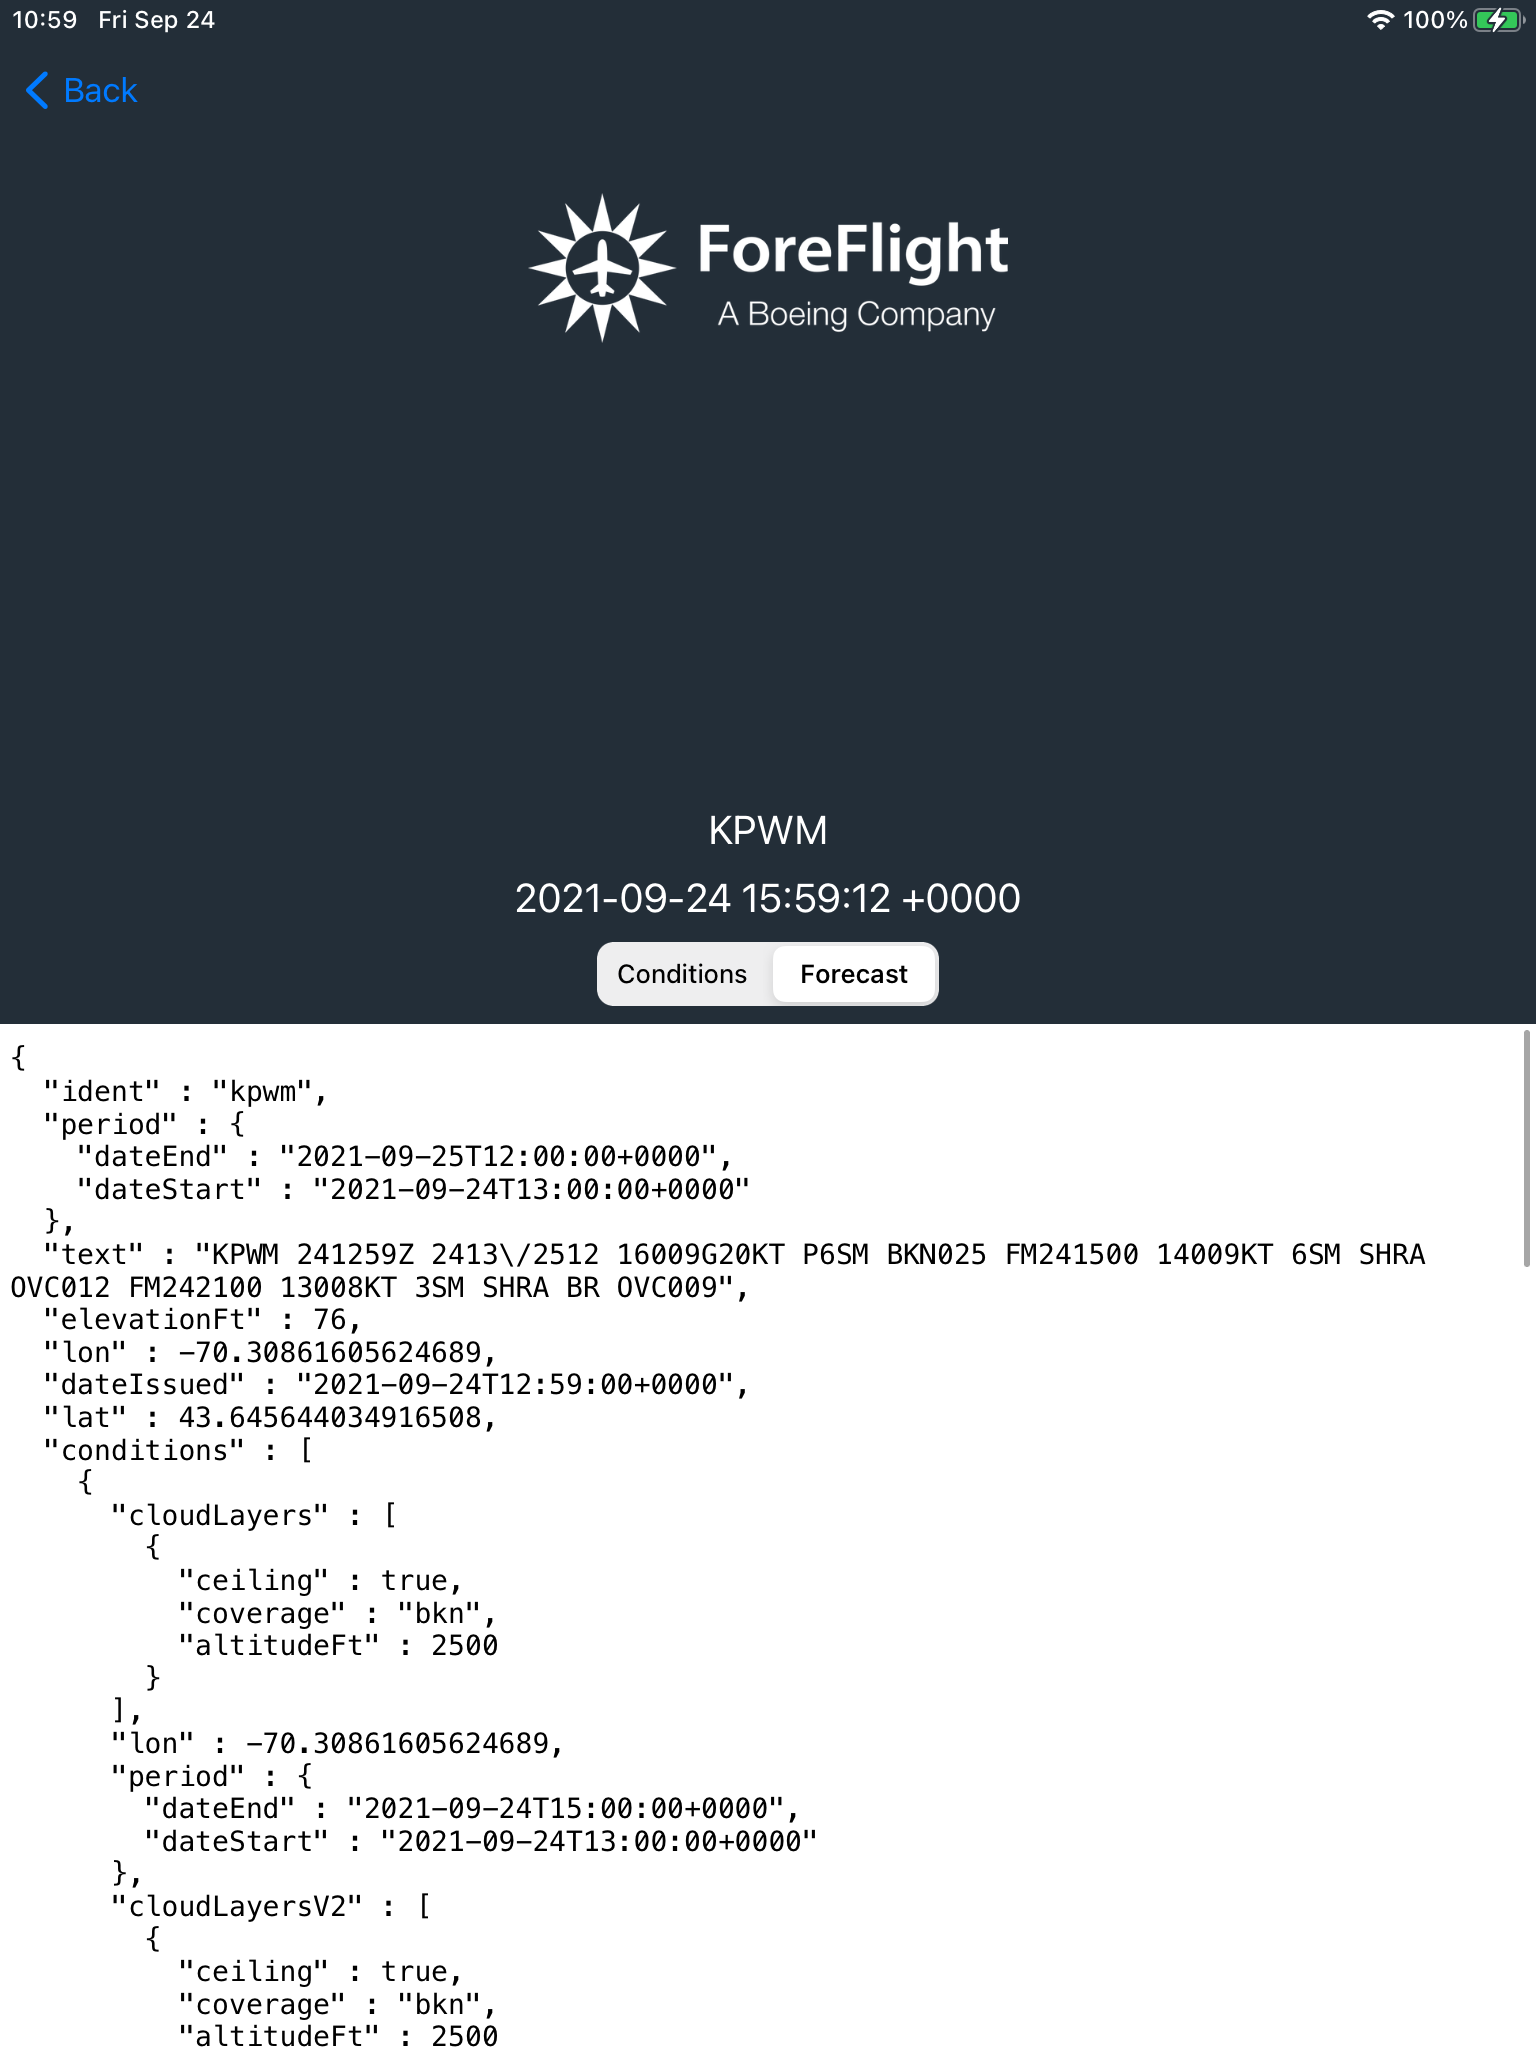 10:59 Fri Sep 24 100%
Back
ForeFlight
A Boeing Company
KPWM
2021-09-24 15:59:12 +0000
Conditions Forecast
{
  "ident" : "kpwm",
  "period" : {
    "dateEnd" : "2021-09-25T12:00:00+0000",
    "dateStart" : "2021-09-24T13:00:00+0000"
  },
  "text" : "KPWM 241259Z 2413\/2512 16009G20KT P6SM BKN025 FM241500 14009KT 6SM SHRA
OVC012 FM242100 13008KT 3SM SHRA BR OVC009",
  "elevationFt" : 76,
  "lon" : -70.30861605624689,
  "dateIssued" : "2021-09-24T12:59:00+0000",
  "lat" : 43.645644034916508,
  "conditions" : [
    {
      "cloudLayers" : [
        {
          "ceiling" : true,
          "coverage" : "bkn",
          "altitudeFt" : 2500
        }
      ],
      "lon" : -70.30861605624689,
      "period" : {
        "dateEnd" : "2021-09-24T15:00:00+0000",
        "dateStart" : "2021-09-24T13:00:00+0000"
      },
      "cloudLayersV2" : [
        {
          "ceiling" : true,
          "coverage" : "bkn",
          "altitudeFt" : 2500